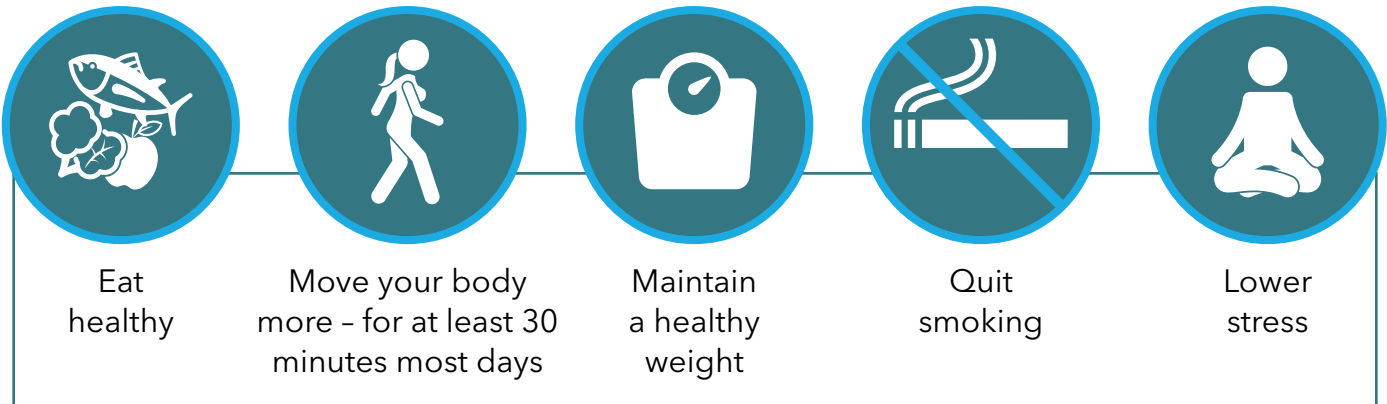 Eat
healthy
Move your body
more – for at least 30
minutes most days
Maintain
a healthy
weight
Quit
smoking
Lower
stress